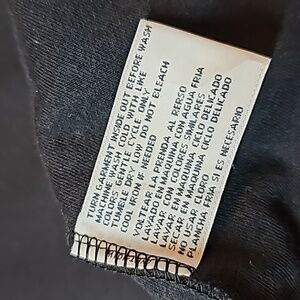 TURN GARMENT INSIDE OUT BEFORE WASH
MACHINE WASH COLD WITH LIKE
COLORS GENTLE CYCLE ONLY
TUMBLE DRY LOW DO NOT BLEACH
COOL IRON IF NEEDED
VOLTEAR LA PRENDA AL
LAVAR EN MAQUINA CON AGUA FRIA
CON COLORES SIMILARES
SECAR EN MAQUINA CICLO DELICADO
NO USAR CLORO
PLANCHA FRIA SI ES NECESARIO